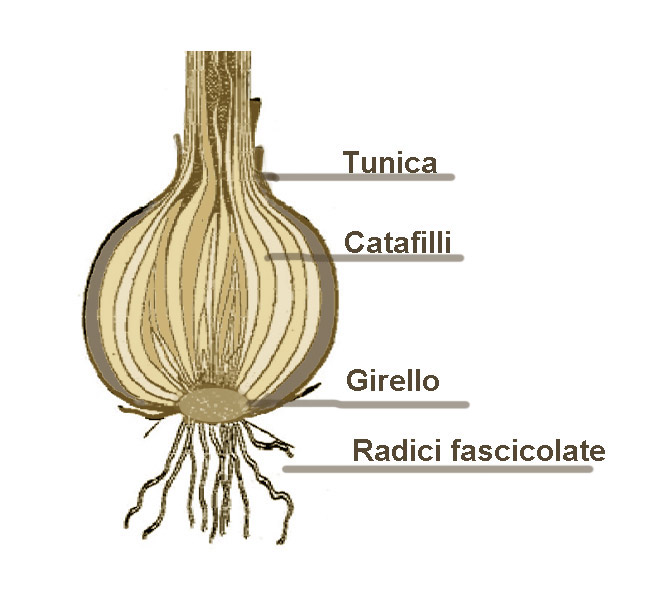 Tunica
Catafilli
Girello
Radici fascicolate